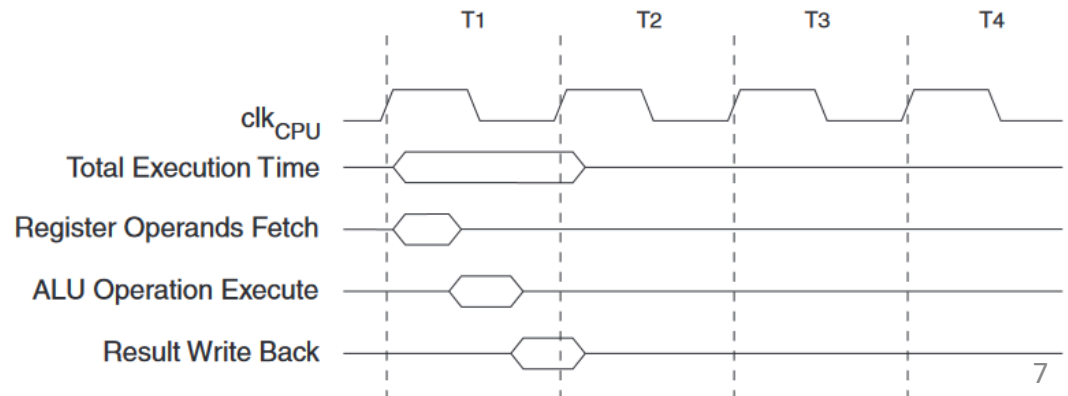 T1 T2 T3 T4
clkCPU
Total Execution Time
Register Operands Fetch
ALU Operation Execute
Result Write Back
7